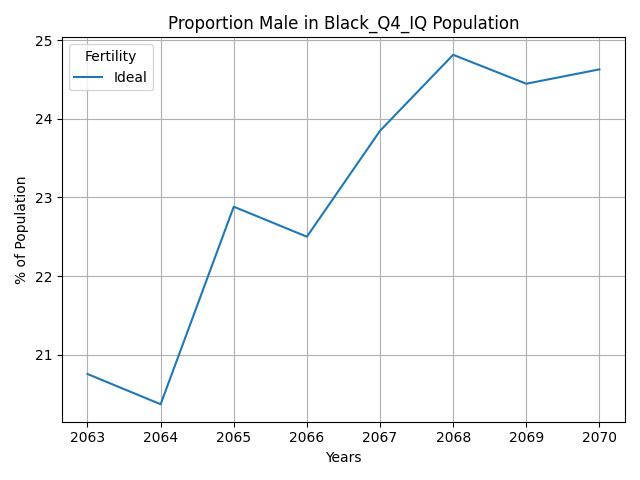 Proportion Male in Black_Q4_IQ Population
% of Population
25
24
23
22
21
Fertility
Ideal
2063 2064 2065 2066 2067 2068 2069 2070
Years